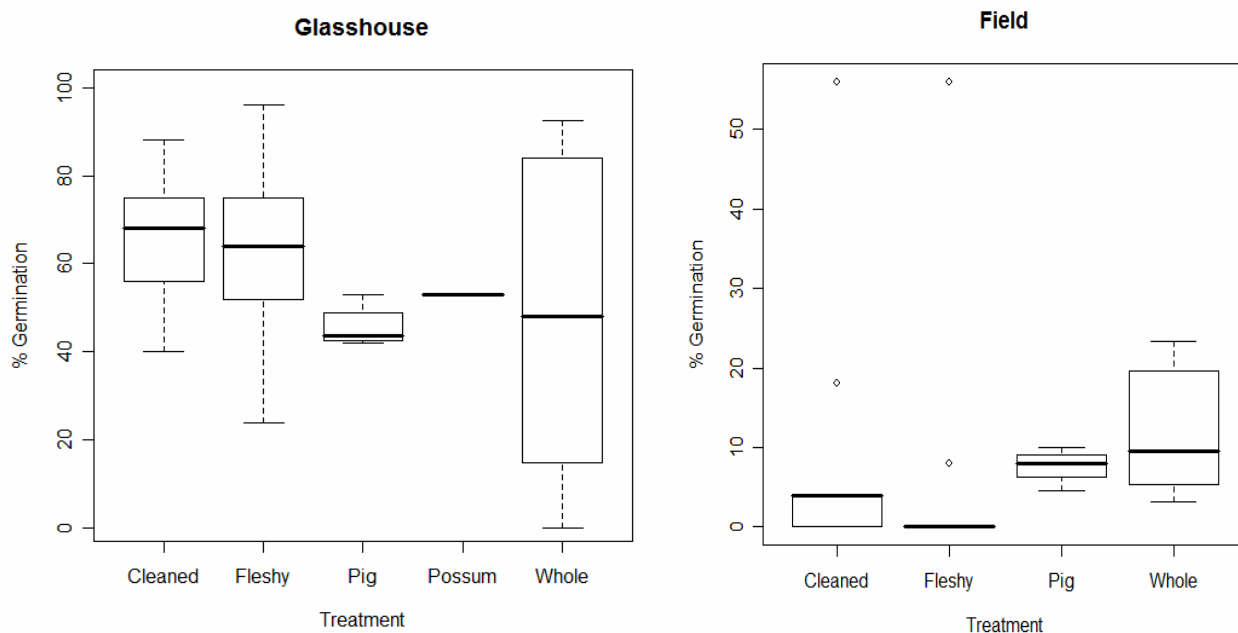 Glasshouse
% Germination
100
80
60
40
20
0
Cleaned Fleshy Pig Possum Whole
Treatment
Field
% Germination
50
40
30
20
10
0
Cleaned Fleshy Pig Whole
Treatment